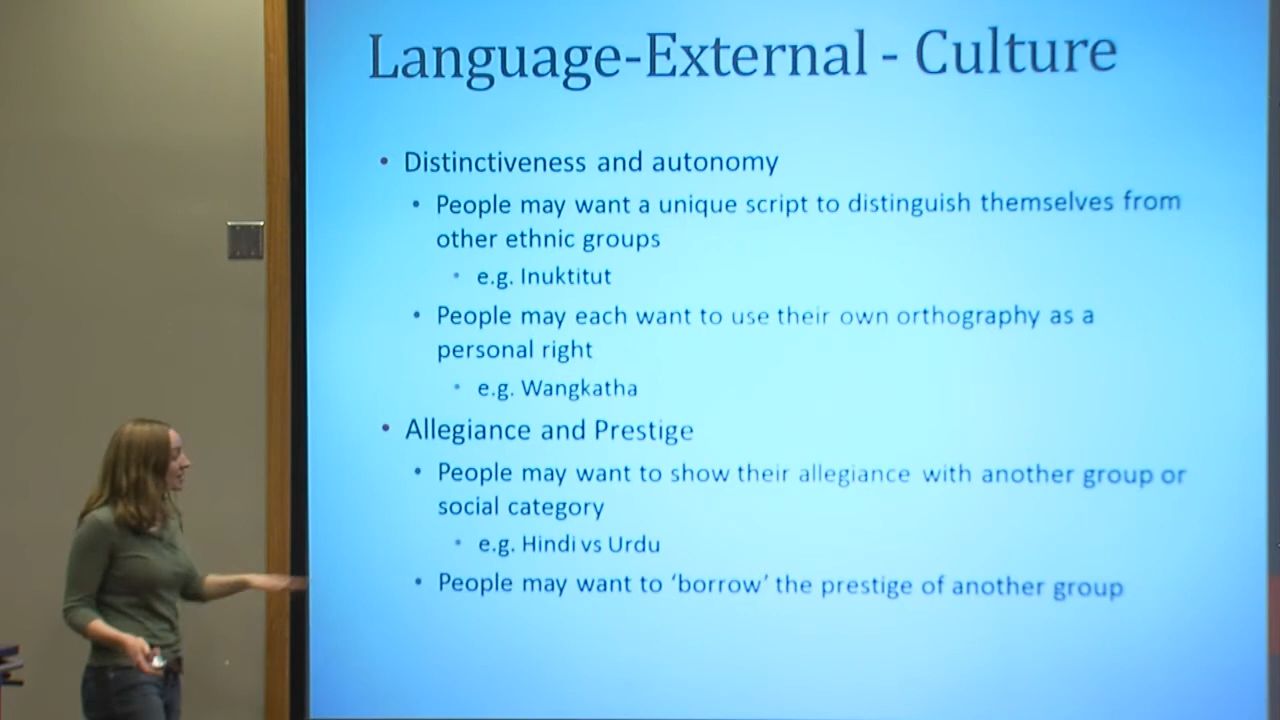 Language-External - Culture
• Distinctiveness and autonomy
• People may want a unique script to distinguish themselves from
other ethnic groups
• e.g. Inuktitut
• People may each want to use their own orthography as a
personal right
• e.g. Wangkatha
• Allegiance and Prestige
• People may want to show their allegiance with another group or
social category
• e.g. Hindi vs Urdu
• People may want to ‘borrow’ the prestige of another group